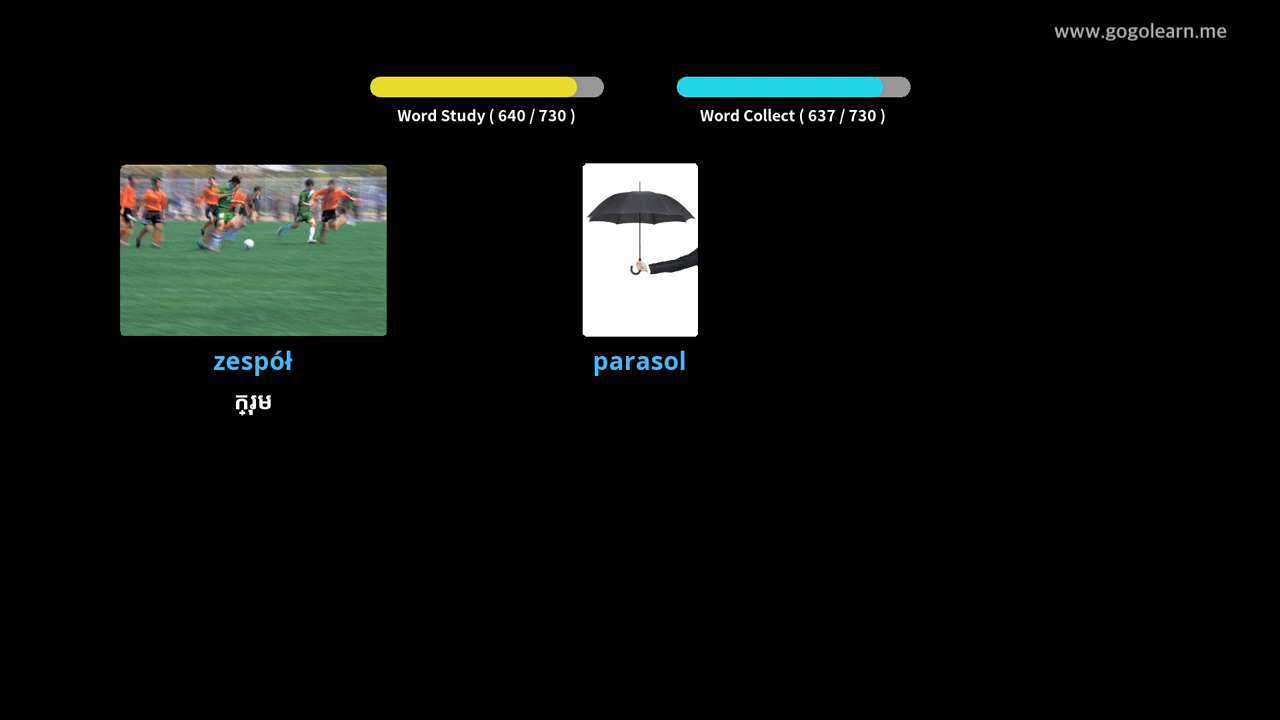 www.gogolearn.me
Word Study ( 640 / 730 )
Word Collect ( 637 / 730 )
zespół
parasol
ក្រុម